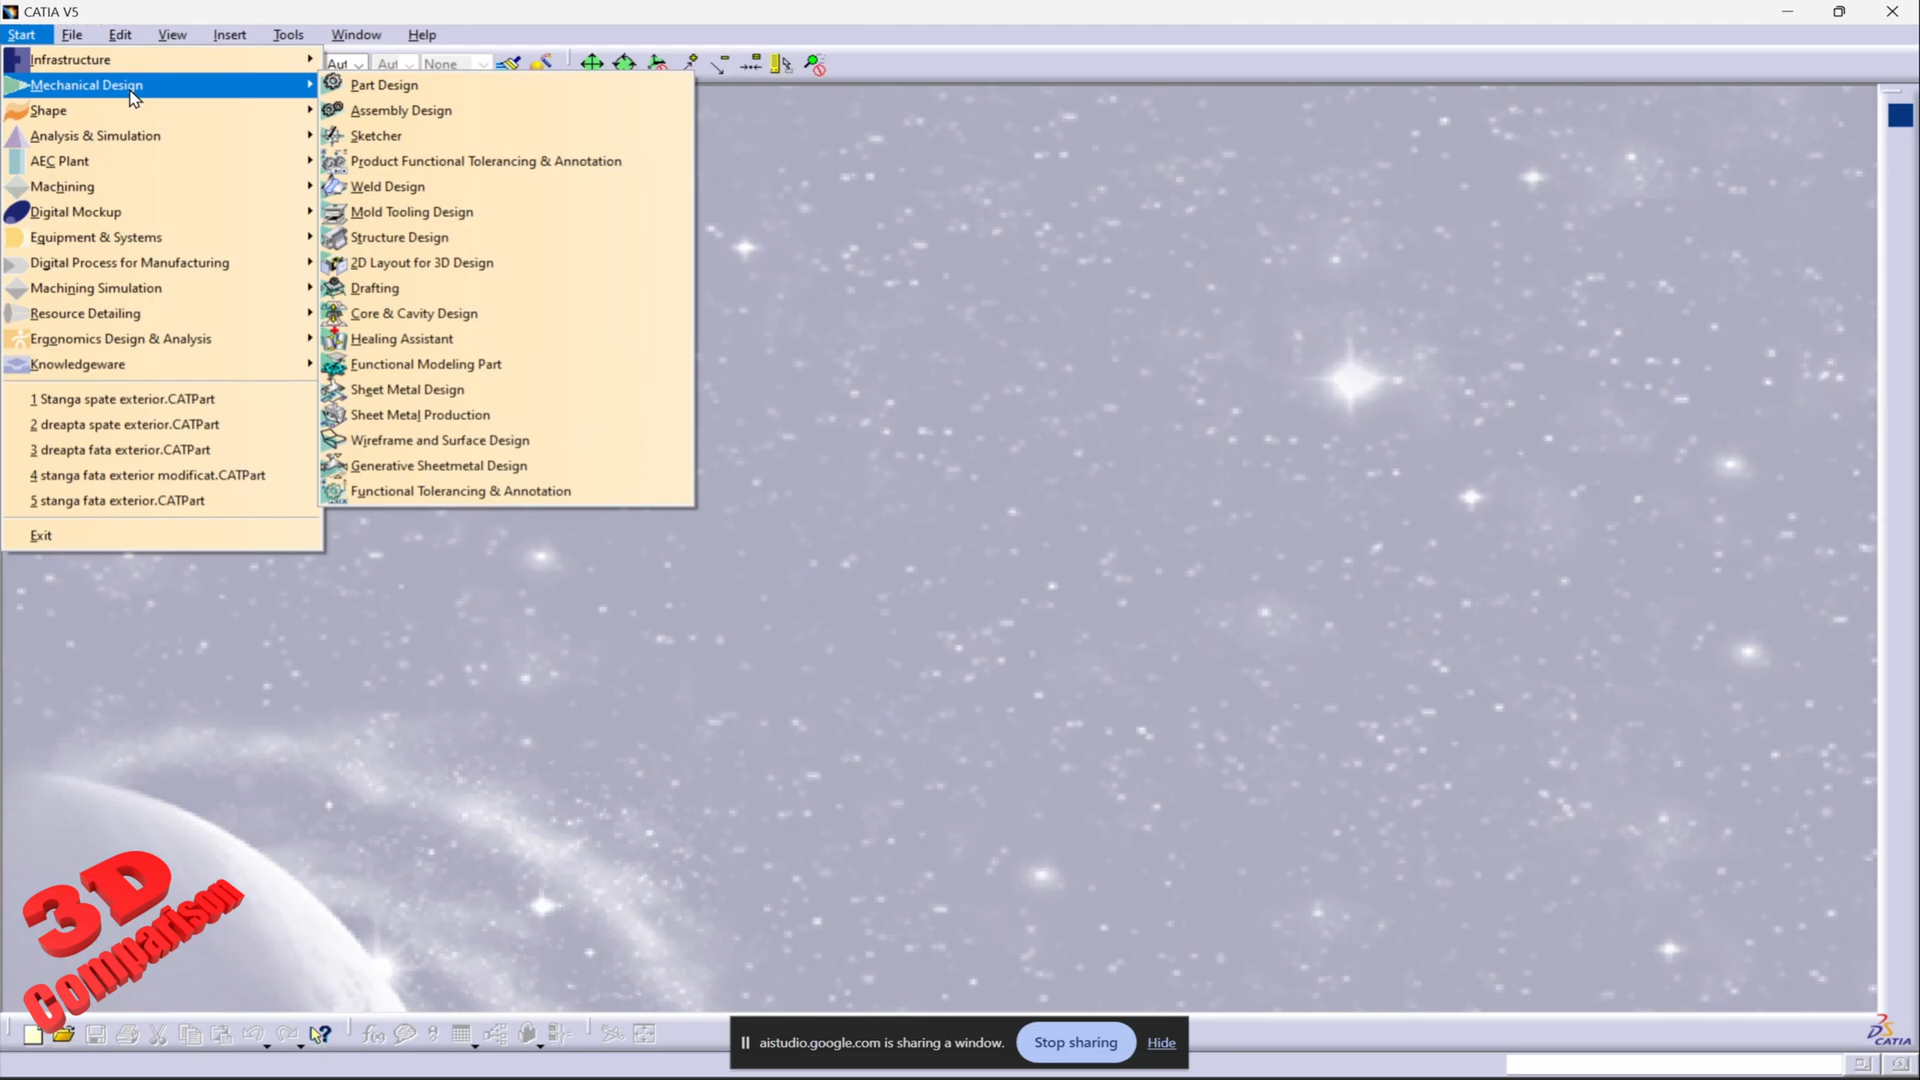 CATIA V5
Start File Edit View Insert Tools Window Help
Aut Aut None
Infrastructure
Mechanical Design
Shape
Analysis & Simulation
AEC Plant
Machining
Digital Mockup
Equipment & Systems
Digital Process for Manufacturing
Machining Simulation
Resource Detailing
Ergonomics Design & Analysis
Knowledgeware
1 Stanga spate exterior.CATPart
2 dreapta spate exterior.CATPart
3 dreapta fata exterior.CATPart
4 stanga fata exterior modificat.CATPart
5 stanga fata exterior.CATPart
Exit
Part Design
Assembly Design
Sketcher
Product Functional Tolerancing & Annotation
Weld Design
Mold Tooling Design
Structure Design
2D Layout for 3D Design
Drafting
Core & Cavity Design
Healing Assistant
Functional Modeling Part
Sheet Metal Design
Sheet Metal Production
Wireframe and Surface Design
Generative Sheetmetal Design
Functional Tolerancing & Annotation
3D
Comparison
f(x)
aistudio.google.com is sharing a window. Stop sharing Hide
CATIA